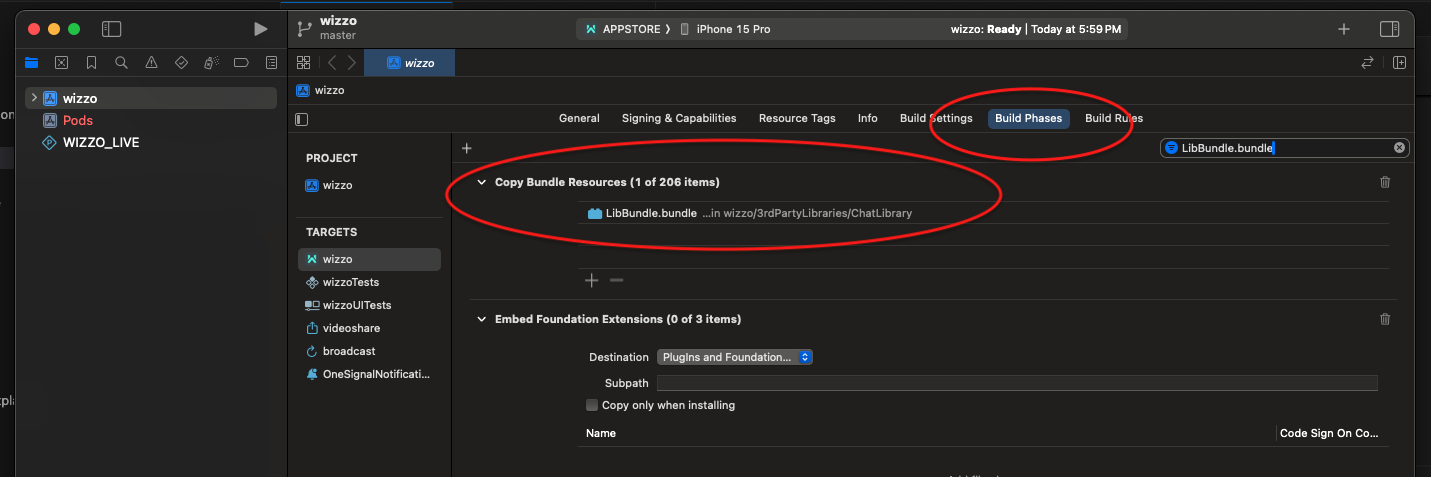 wizzo
master
APPSTORE 〉 iPhone 15 Pro
wizzo: Ready | Today at 5:59 PM
wizzo
wizzo
wizzo
Pods
WIZZO_LIVE
General Signing & Capabilities Resource Tags Info Build Settings Build Phases Build Rules
LibBundle.bundle
PROJECT
wizzo
TARGETS
wizzo
wizzoTests
wizzoUITests
videoshare
broadcast
OneSignalNotificati...
Copy Bundle Resources (1 of 206 items)
LibBundle.bundle ...in wizzo/3rdPartyLibraries/ChatLibrary
Embed Foundation Extensions (0 of 3 items)
Destination PlugIns and Foundation...
Subpath
Copy only when installing
Name Code Sign On Co...